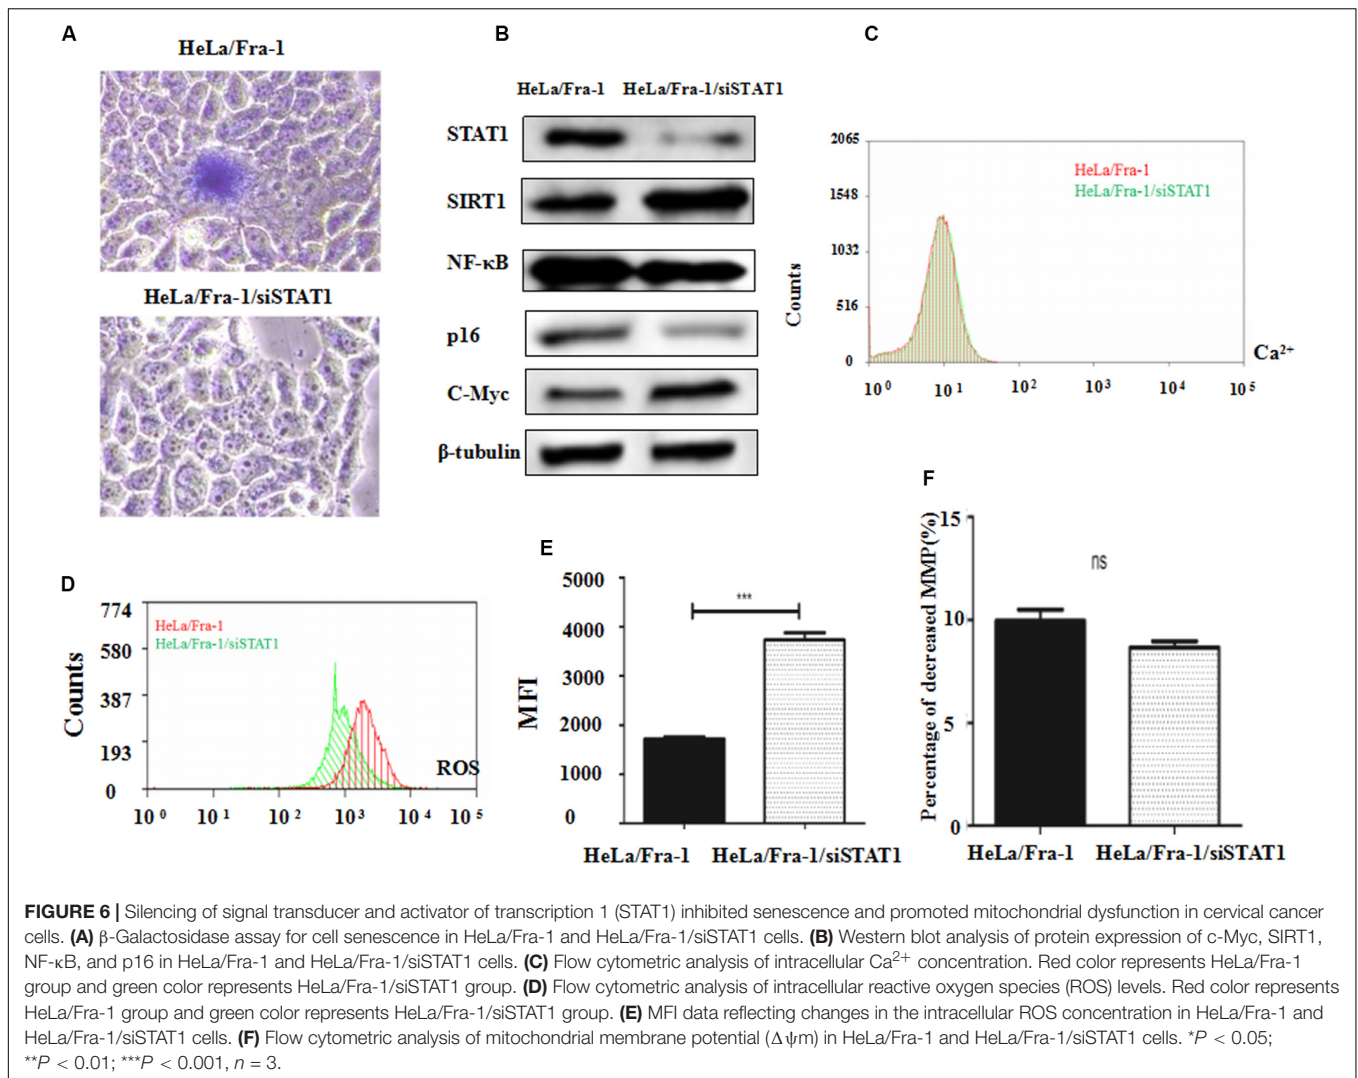 A
HeLa/Fra-1
HeLa/Fra-1/siSTAT1
B
HeLa/Fra-1 HeLa/Fra-1/siSTAT1
STAT1
SIRT1
NF-κB
p16
C-Myc
β-tubulin
C
2065
1548
1032
516
0
Counts
HeLa/Fra-1
HeLa/Fra-1/siSTAT1
Ca²⁺
10⁰ 10¹ 10² 10³ 10⁴ 10⁵
D
774
580
387
193
0
Counts
HeLa/Fra-1
HeLa/Fra-1/siSTAT1
ROS
10⁰ 10¹ 10² 10³ 10⁴ 10⁵
E
5000
4000
3000
2000
1000
0
MFI
***
HeLa/Fra-1 HeLa/Fra-1/siSTAT1
F
15
10
5
0
Percentage of decreased MMP(%)
ns
HeLa/Fra-1 HeLa/Fra-1/siSTAT1
FIGURE 6 | Silencing of signal transducer and activator of transcription 1 (STAT1) inhibited senescence and promoted mitochondrial dysfunction in cervical cancer
cells. (A) β-Galactosidase assay for cell senescence in HeLa/Fra-1 and HeLa/Fra-1/siSTAT1 cells. (B) Western blot analysis of protein expression of c-Myc, SIRT1,
NF-κB, and p16 in HeLa/Fra-1 and HeLa/Fra-1/siSTAT1 cells. (C) Flow cytometric analysis of intracellular Ca²⁺ concentration. Red color represents HeLa/Fra-1
group and green color represents HeLa/Fra-1/siSTAT1 group. (D) Flow cytometric analysis of intracellular reactive oxygen species (ROS) levels. Red color represents
HeLa/Fra-1 group and green color represents HeLa/Fra-1/siSTAT1 group. (E) MFI data reflecting changes in the intracellular ROS concentration in HeLa/Fra-1 and
HeLa/Fra-1/siSTAT1 cells. (F) Flow cytometric analysis of mitochondrial membrane potential (Δψm) in HeLa/Fra-1 and HeLa/Fra-1/siSTAT1 cells. *P < 0.05;
**P < 0.01; ***P < 0.001, n = 3.